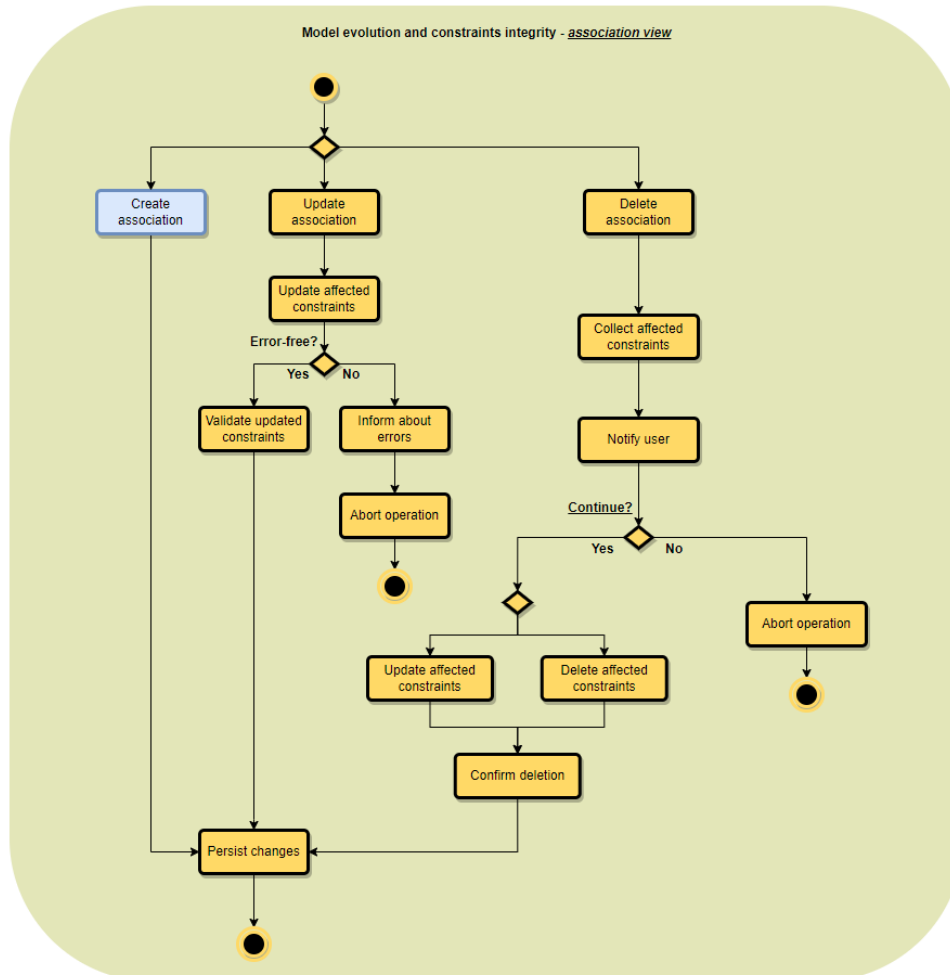 Model evolution and constraints integrity - association view
Create
association
Update
association
Delete
association
Update affected
constraints
Collect affected
constraints
Error-free?
Yes
No
Validate updated
constraints
Inform about
errors
Notify user
Abort operation
Continue?
Yes
No
Abort operation
Update affected
constraints
Delete affected
constraints
Confirm deletion
Persist changes